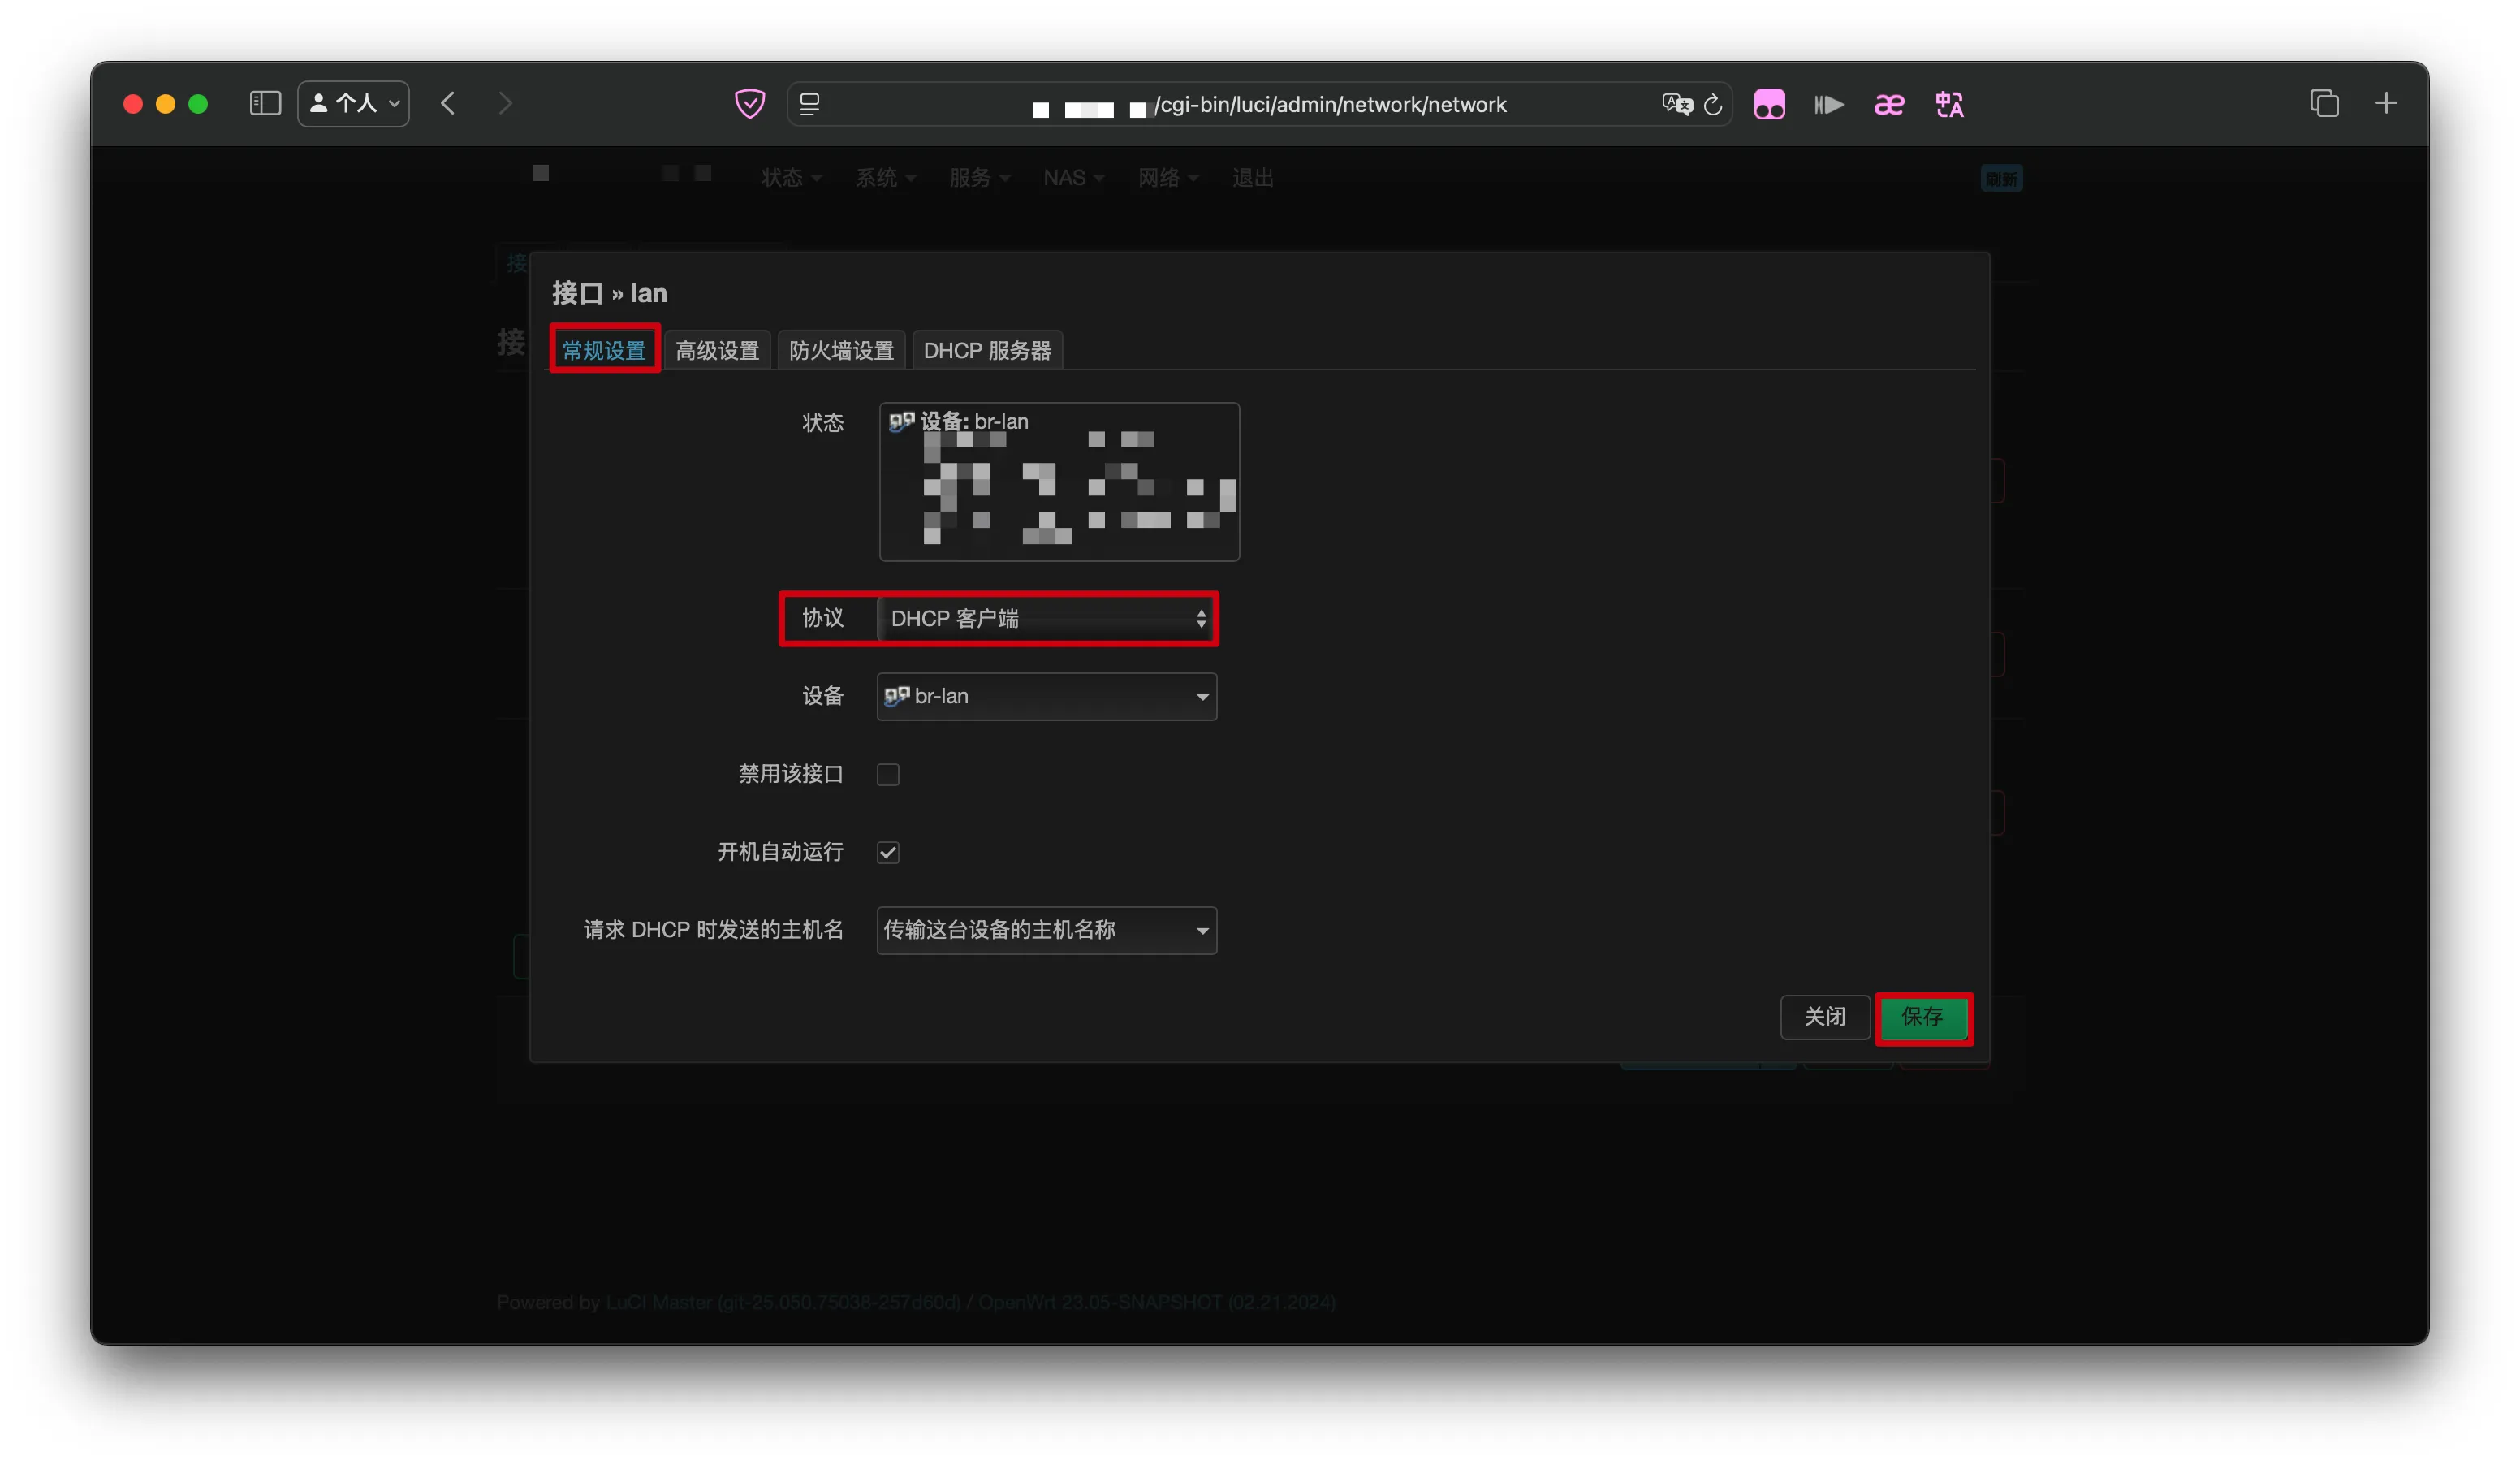 个人
/cgi-bin/luci/admin/network/network
状态 系统 服务 NAS 网络 退出
刷新
接
接口 » lan
接
常规设置 高级设置 防火墙设置 DHCP 服务器
状态
设备: br-lan
协议 DHCP 客户端
设备 br-lan
禁用该接口
开机自动运行
请求 DHCP 时发送的主机名 传输这台设备的主机名称
关闭 保存
Powered by LuCI Master (git-25.050.75038-257d60d) / OpenWrt 23.05-SNAPSHOT (02.21.2024)